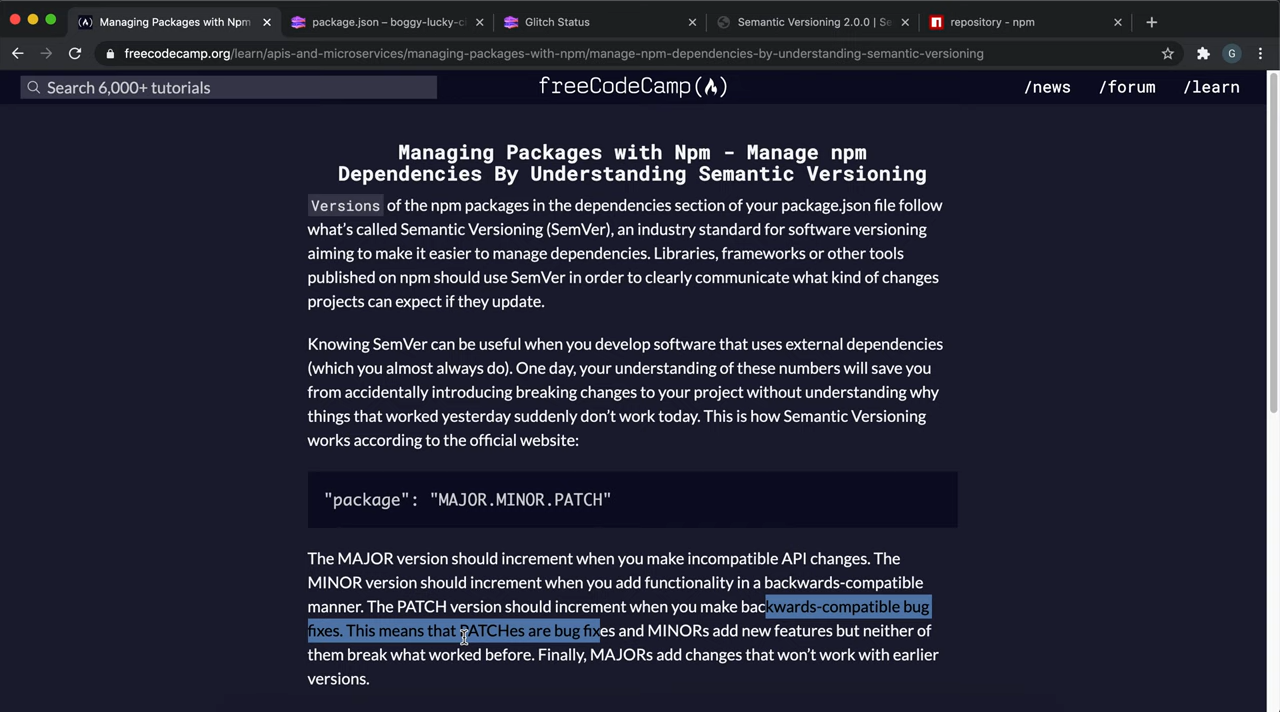 Managing Packages with Npm
package.json – boggy-lucky-c
Glitch Status
Semantic Versioning 2.0.0 | Se
repository - npm
freecodecamp.org/learn/apis-and-microservices/managing-packages-with-npm/manage-npm-dependencies-by-understanding-semantic-versioning
G
Search 6,000+ tutorials
freeCodeCamp
/news
/forum
/learn
Managing Packages with Npm - Manage npm
Dependencies By Understanding Semantic Versioning
Versions of the npm packages in the dependencies section of your package.json file follow
what's called Semantic Versioning (SemVer), an industry standard for software versioning
aiming to make it easier to manage dependencies. Libraries, frameworks or other tools
published on npm should use SemVer in order to clearly communicate what kind of changes
projects can expect if they update.
Knowing SemVer can be useful when you develop software that uses external dependencies
(which you almost always do). One day, your understanding of these numbers will save you
from accidentally introducing breaking changes to your project without understanding why
things that worked yesterday suddenly don't work today. This is how Semantic Versioning
works according to the official website:
"package": "MAJOR.MINOR.PATCH"
The MAJOR version should increment when you make incompatible API changes. The
MINOR version should increment when you add functionality in a backwards-compatible
manner. The PATCH version should increment when you make backwards-compatible bug
fixes. This means that PATCHes are bug fixes and MINORs add new features but neither of
them break what worked before. Finally, MAJORs add changes that won't work with earlier
versions.